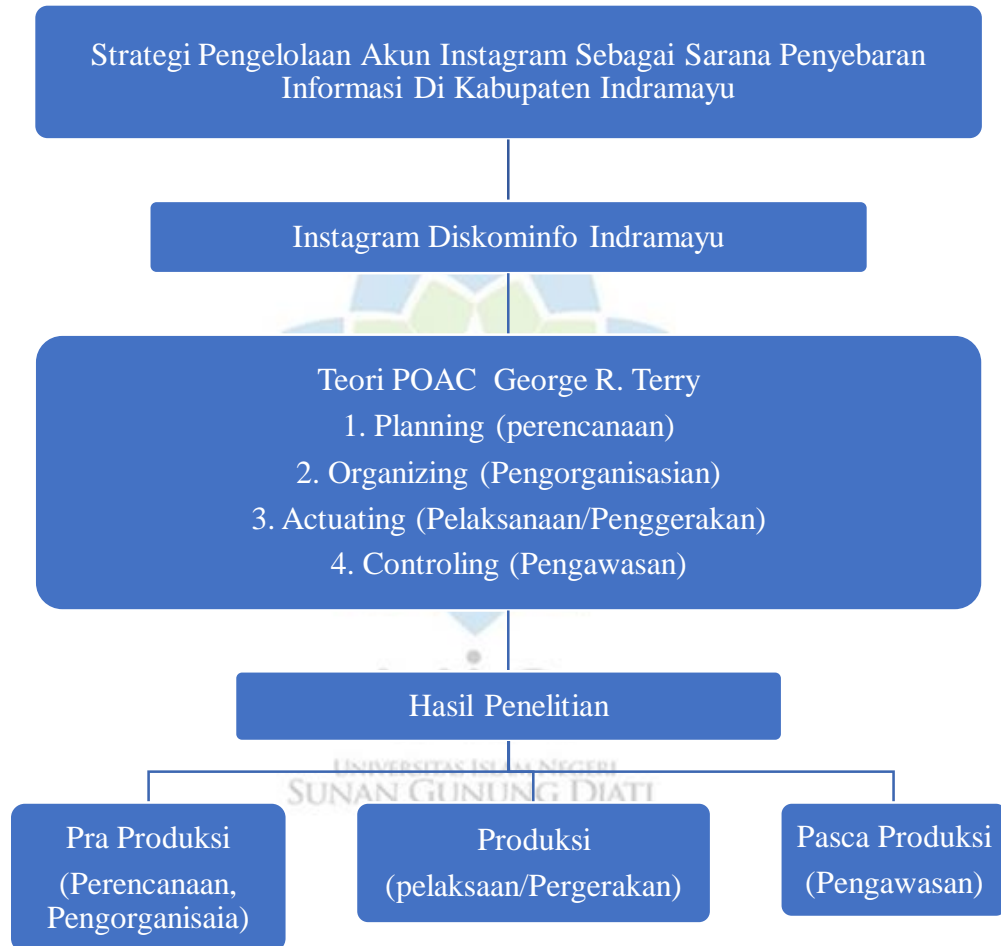 Strategi Pengelolaan Akun Instagram Sebagai Sarana Penyebaran
Informasi Di Kabupaten Indramayu
Instagram Diskominfo Indramayu
Teori POAC George R. Terry
1. Planning (perencanaan)
2. Organizing (Pengorganisasian)
3. Actuating (Pelaksanaan/Penggerakan)
4. Controling (Pengawasan)
Hasil Penelitian
UNIVERSITAS ISLAM NEGERI
SUNAN GUNUNG DJATI
Pra Produksi
(Perencanaan,
Pengorganisaia)
Produksi
(pelaksaan/Pergerakan)
Pasca Produksi
(Pengawasan)